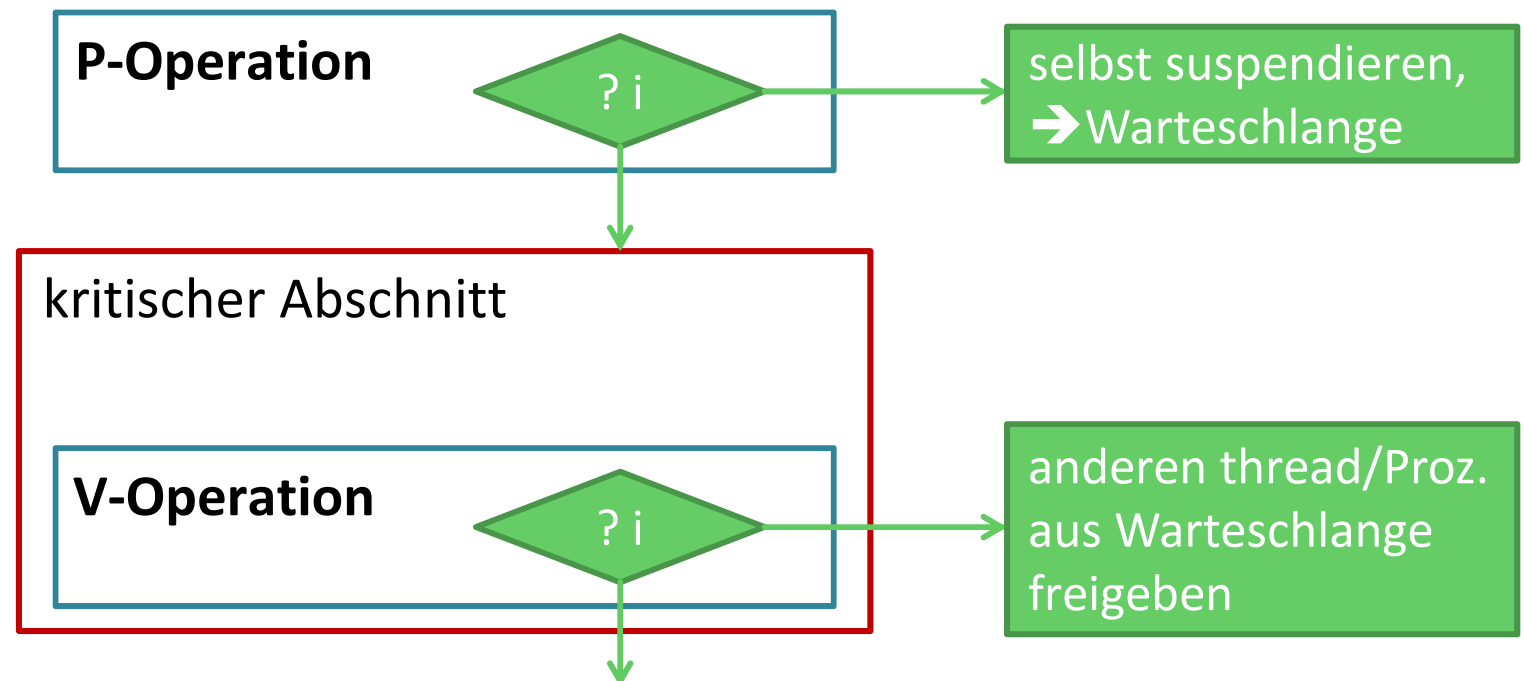 P-Operation
? i
selbst suspendieren,
➔Warteschlange
kritischer Abschnitt
V-Operation
? i
anderen thread/Proz.
aus Warteschlange
freigeben